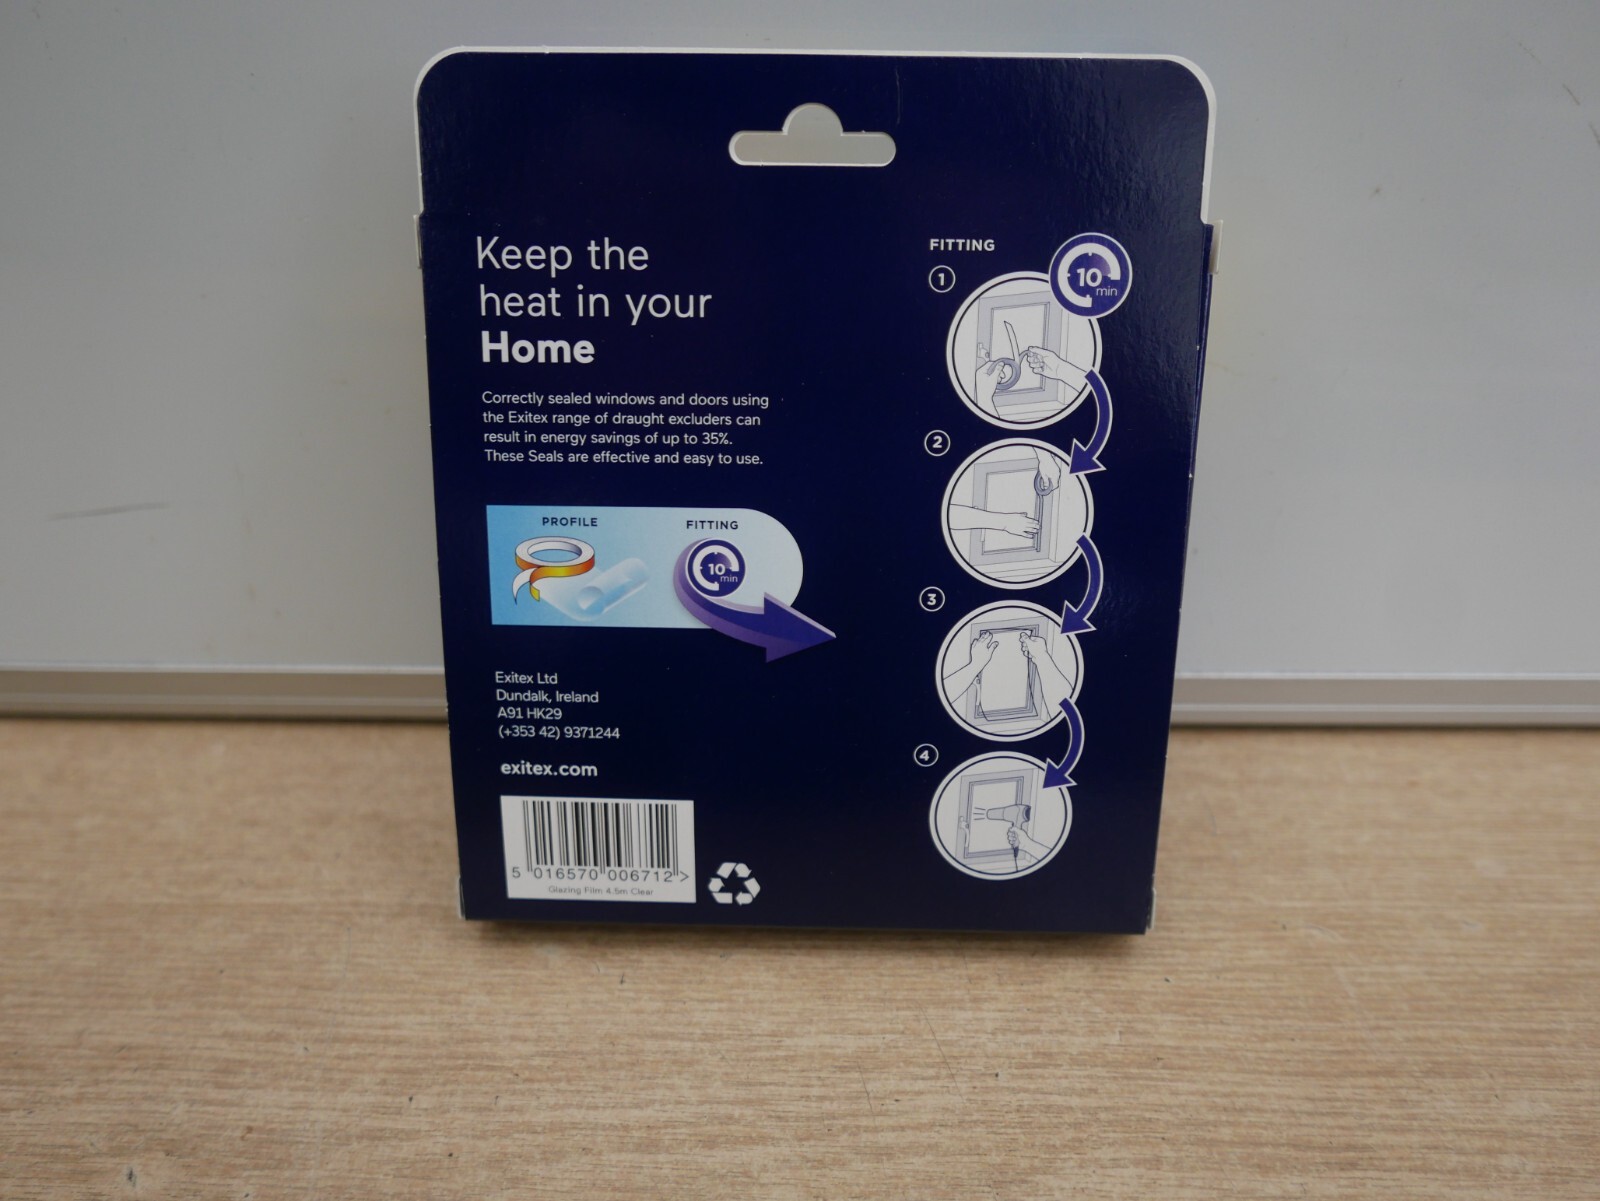 Keep the
heat in your
Home
Correctly sealed windows and doors using
the Exitex range of draught excluders can
result in energy savings of up to 35%.
These Seals are effective and easy to use.
PROFILE
FITTING
10
min
Exitex Ltd
Dundalk, Ireland
A91 HK29
(+353 42) 9371244
exitex.com
5 016570 006712 >
Glazing Film 4.5m Clear
FITTING
10
min
1
2
3
4